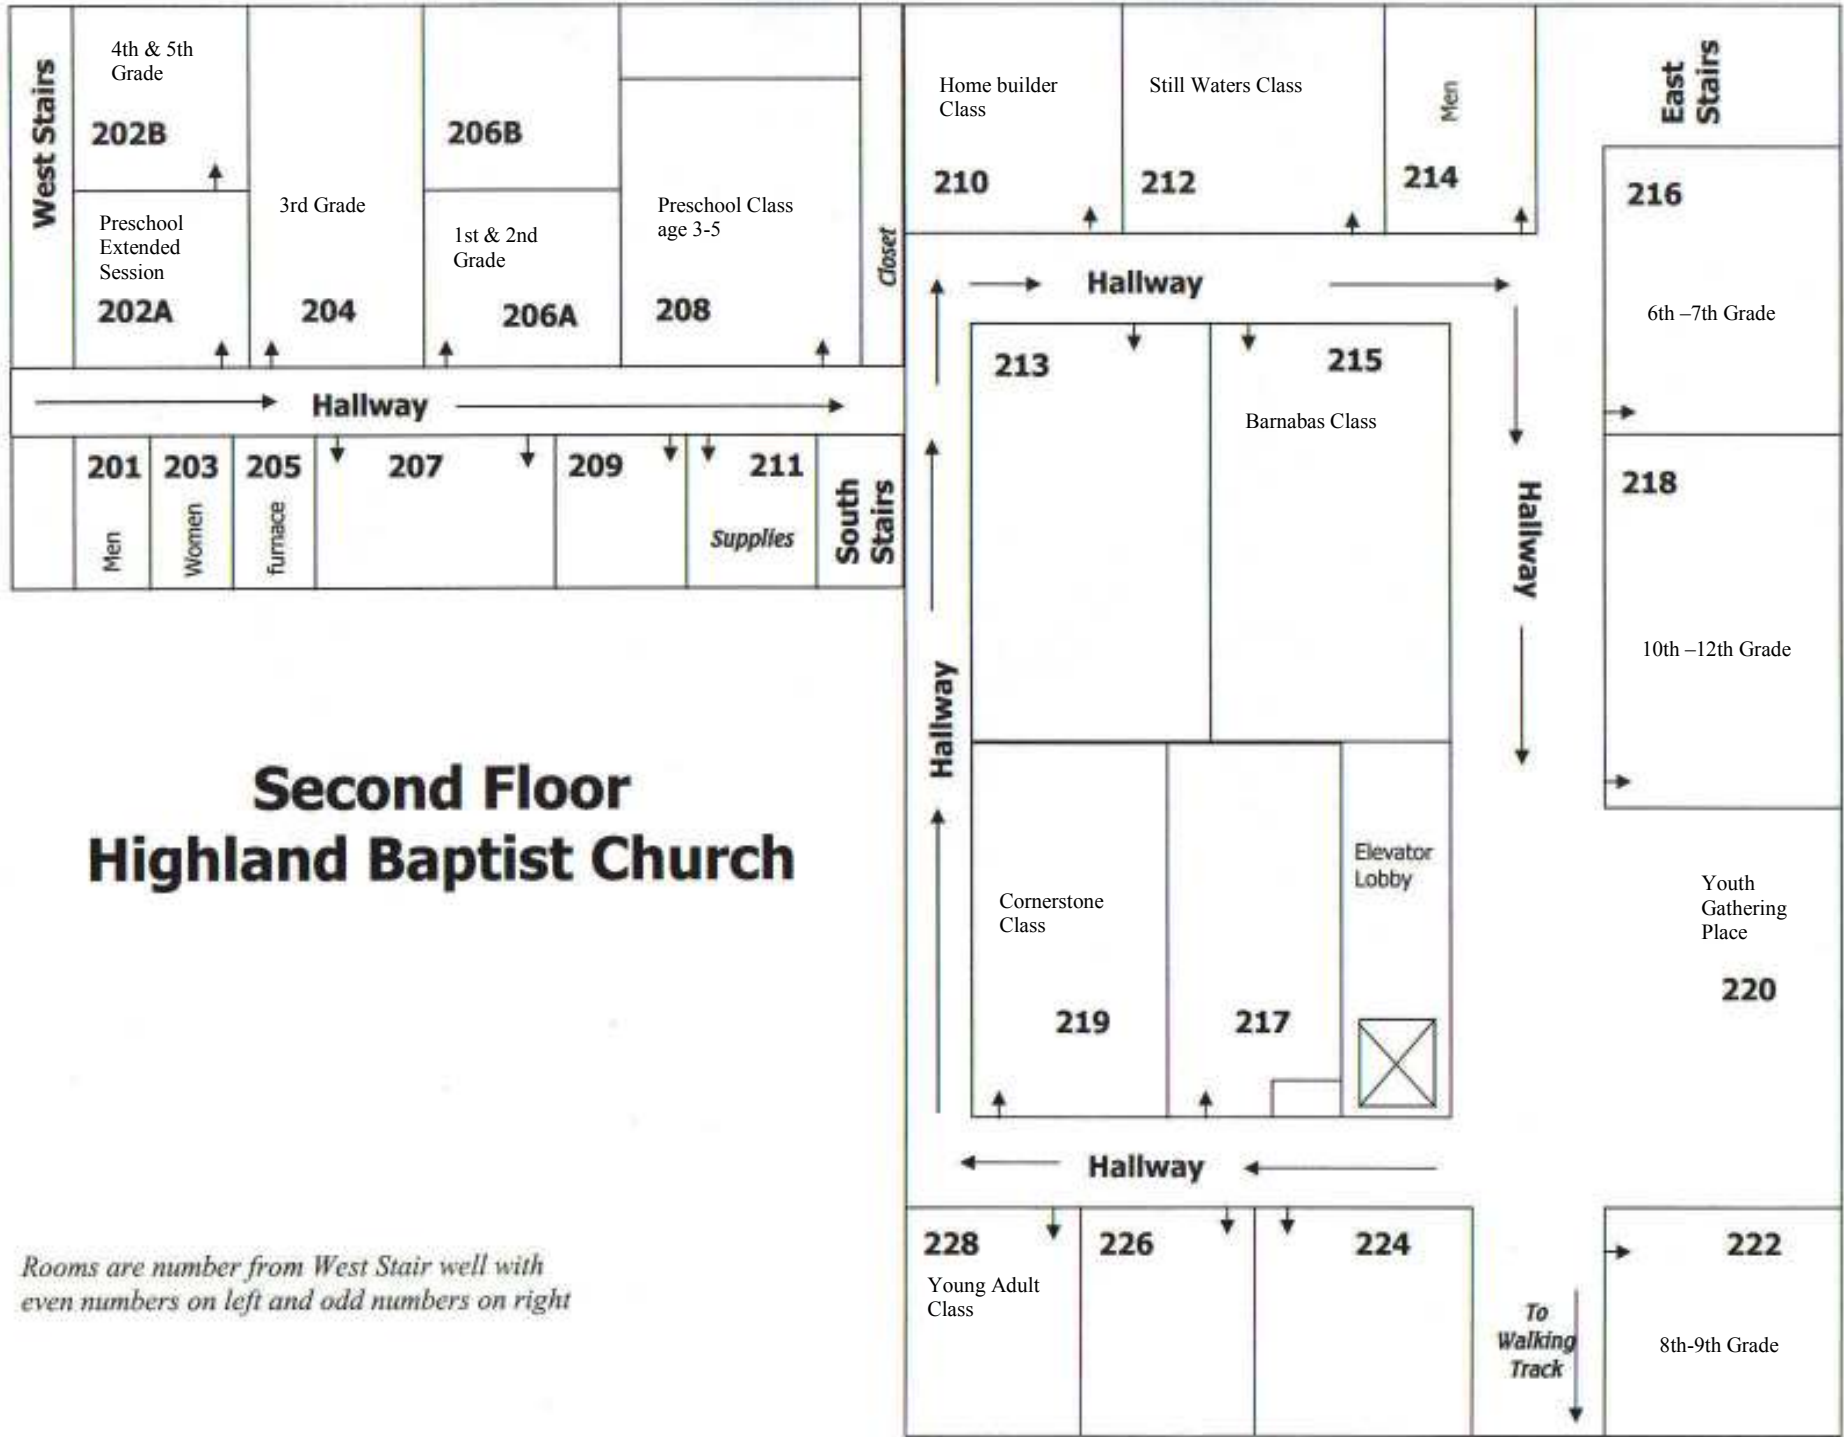 West Stairs
4th & 5th
Grade
202B
Preschool
Extended
Session
202A
3rd Grade
204
206B
1st & 2nd
Grade
206A
Preschool Class
age 3-5
208
Closet
Home builder
Class
210
Still Waters Class
212
Men
214
East
Stairs
216
6th –7th Grade
Hallway
Hallway
201
Men
203
Women
205
furnace
207
209
211
Supplies
South
Stairs
213
215
Barnabas Class
Hallway
218
10th –12th Grade
Hallway
Second Floor
Highland Baptist Church
Cornerstone
Class
219
217
Elevator
Lobby
Youth
Gathering
Place
220
Hallway
228
Young Adult
Class
226
224
222
8th-9th Grade
To
Walking
Track
Rooms are number from West Stair well with
even numbers on left and odd numbers on right